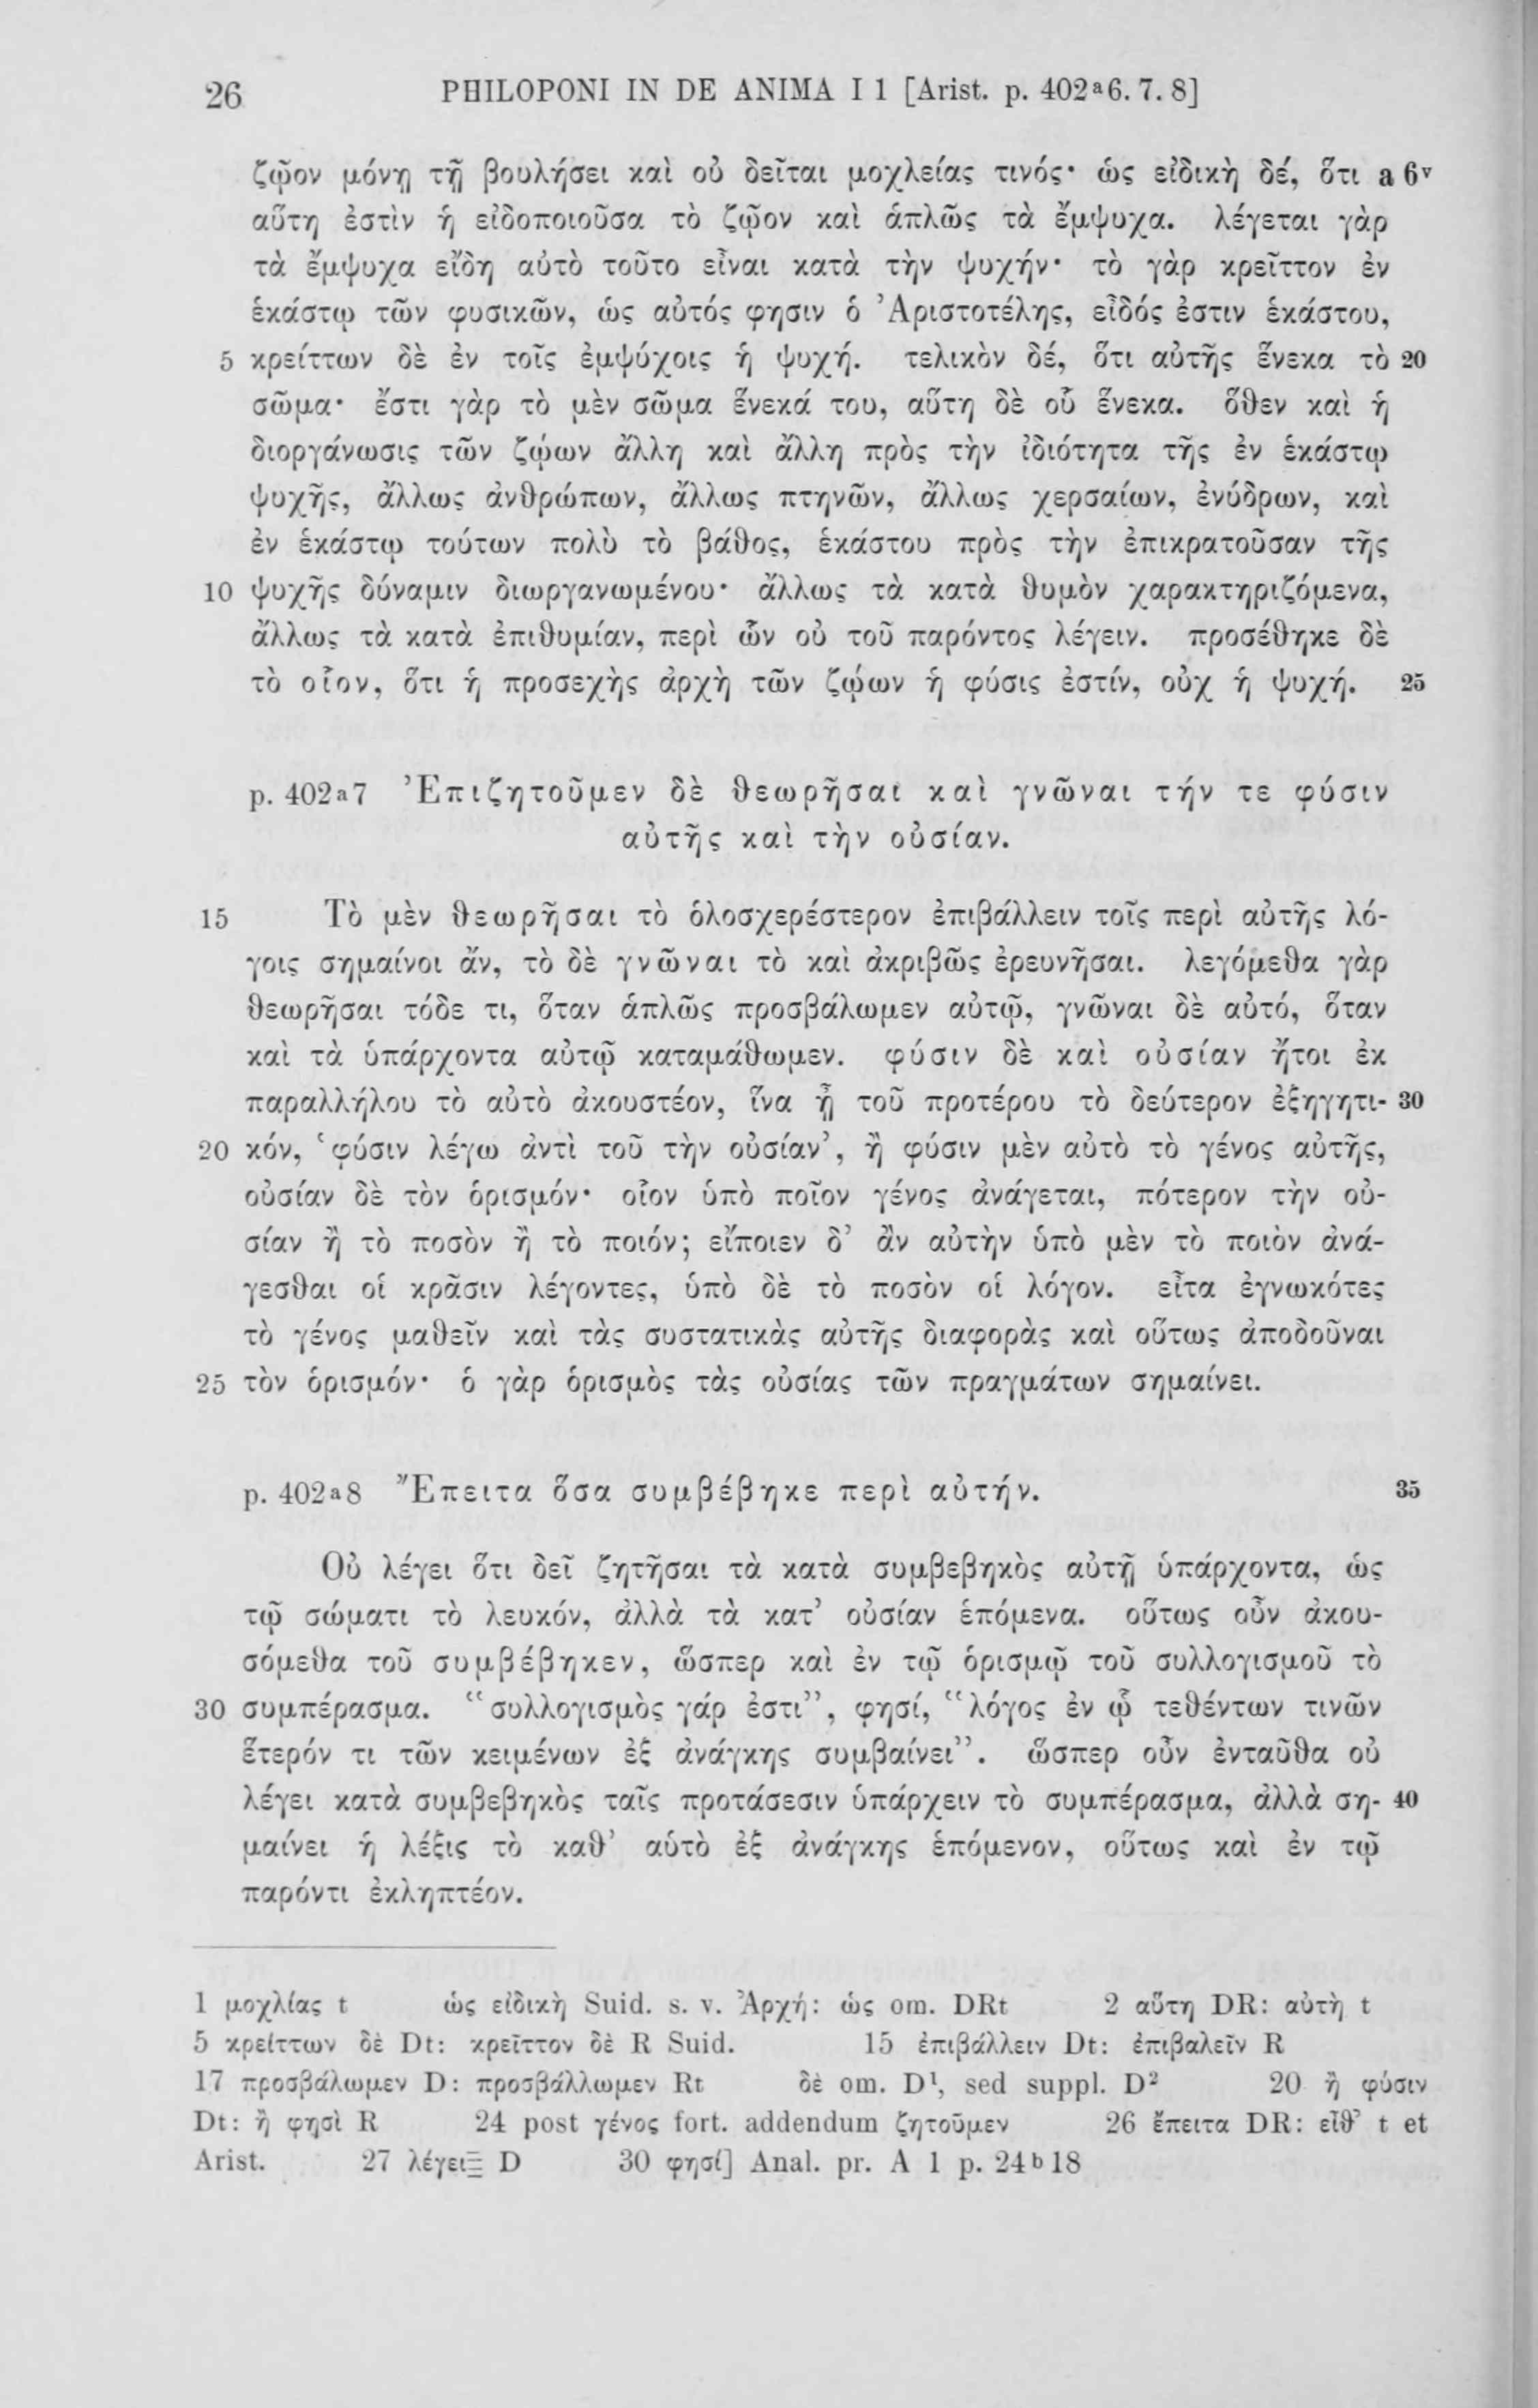 26 PHILOPONI IN DE ANIMA I 1 [Arist. p. 402ᵃ6. 7. 8]
ζῷον μόνῃ τῇ βουλήσει καὶ οὐ δεῖται μοχλείας τινός· ὡς εἰδικὴ δέ, ὅτι a 6ᵛ
αὕτη ἐστὶν ἡ εἰδοποιοῦσα τὸ ζῷον καὶ ἁπλῶς τὰ ἔμψυχα. λέγεται γὰρ
τὰ ἔμψυχα εἴδη αὐτὸ τοῦτο εἶναι κατὰ τὴν ψυχήν· τὸ γὰρ κρεῖττον ἐν
ἑκάστῳ τῶν φυσικῶν, ὡς αὐτός φησιν ὁ Ἀριστοτέλης, εἶδός ἐστιν ἑκάστου,
5 κρείττων δὲ ἐν τοῖς ἐμψύχοις ἡ ψυχή. τελικὸν δέ, ὅτι αὐτῆς ἕνεκα τὸ 20
σῶμα· ἔστι γὰρ τὸ μὲν σῶμα ἕνεκά του, αὕτη δὲ οὗ ἕνεκα. ὅθεν καὶ ἡ
διοργάνωσις τῶν ζῴων ἄλλη καὶ ἄλλη πρὸς τὴν ἰδιότητα τῆς ἐν ἑκάστῳ
ψυχῆς, ἄλλως ἀνθρώπων, ἄλλως πτηνῶν, ἄλλως χερσαίων, ἐνύδρων, καὶ
ἐν ἑκάστῳ τούτων πολὺ τὸ βάθος, ἑκάστου πρὸς τὴν ἐπικρατοῦσαν τῆς
10 ψυχῆς δύναμιν διωργανωμένου· ἄλλως τὰ κατὰ θυμὸν χαρακτηριζόμενα,
ἄλλως τὰ κατὰ ἐπιθυμίαν, περὶ ὧν οὐ τοῦ παρόντος λέγειν. προσέθηκε δὲ
τὸ οἷον, ὅτι ἡ προσεχὴς ἀρχὴ τῶν ζῴων ἡ φύσις ἐστίν, οὐχ ἡ ψυχή. 25
p. 402ᵃ7 Ἐπιζητοῦμεν δὲ θεωρῆσαι καὶ γνῶναι τήν τε φύσιν
αὐτῆς καὶ τὴν οὐσίαν.
15 Τὸ μὲν θεωρῆσαι τὸ ὁλοσχερέστερον ἐπιβάλλειν τοῖς περὶ αὐτῆς λό-
γοις σημαίνοι ἄν, τὸ δὲ γνῶναι τὸ καὶ ἀκριβῶς ἐρευνῆσαι. λεγόμεθα γὰρ
θεωρῆσαι τόδε τι, ὅταν ἁπλῶς προσβάλωμεν αὐτῷ, γνῶναι δὲ αὐτό, ὅταν
καὶ τὰ ὑπάρχοντα αὐτῷ καταμάθωμεν. φύσιν δὲ καὶ οὐσίαν ἤτοι ἐκ
παραλλήλου τὸ αὐτὸ ἀκουστέον, ἵνα ᾖ τοῦ προτέρου τὸ δεύτερον ἐξηγητι- 30
20 κόν, ‘φύσιν λέγω ἀντὶ τοῦ τὴν οὐσίαν’, ἢ φύσιν μὲν αὐτὸ τὸ γένος αὐτῆς,
οὐσίαν δὲ τὸν ὁρισμόν· οἷον ὑπὸ ποῖον γένος ἀνάγεται, πότερον τὴν οὐ-
σίαν ἢ τὸ ποσὸν ἢ τὸ ποιόν; εἴποιεν δ’ ἂν αὐτὴν ὑπὸ μὲν τὸ ποιὸν ἀνά-
γεσθαι οἱ κρᾶσιν λέγοντες, ὑπὸ δὲ τὸ ποσὸν οἱ λόγον. εἶτα ἐγνωκότες
τὸ γένος μαθεῖν καὶ τὰς συστατικὰς αὐτῆς διαφορὰς καὶ οὕτως ἀποδοῦναι
25 τὸν ὁρισμόν· ὁ γὰρ ὁρισμὸς τὰς οὐσίας τῶν πραγμάτων σημαίνει.
p. 402ᵃ8 Ἔπειτα ὅσα συμβέβηκε περὶ αὐτήν. 35
Οὐ λέγει ὅτι δεῖ ζητῆσαι τὰ κατὰ συμβεβηκὸς αὐτῇ ὑπάρχοντα, ὡς
τῷ σώματι τὸ λευκόν, ἀλλὰ τὰ κατ’ οὐσίαν ἑπόμενα. οὕτως οὖν ἀκου-
σόμεθα τοῦ συμβέβηκεν, ὥσπερ καὶ ἐν τῷ ὁρισμῷ τοῦ συλλογισμοῦ τὸ
30 συμπέρασμα. “συλλογισμὸς γάρ ἐστι”, φησί, “λόγος ἐν ᾧ τεθέντων τινῶν
ἕτερόν τι τῶν κειμένων ἐξ ἀνάγκης συμβαίνει”. ὥσπερ οὖν ἐνταῦθα οὐ
λέγει κατὰ συμβεβηκὸς ταῖς προτάσεσιν ὑπάρχειν τὸ συμπέρασμα, ἀλλὰ ση- 40
μαίνει ἡ λέξις τὸ καθ’ αὑτὸ ἐξ ἀνάγκης ἑπόμενον, οὕτως καὶ ἐν τῷ
παρόντι ἐκληπτέον.
1 μοχλίας t ὡς εἰδικὴ Suid. s. v. Ἀρχή: ὡς om. DRt 2 αὕτη DR: αὐτὴ t
5 κρείττων δὲ Dt: κρεῖττον δὲ R Suid. 15 ἐπιβάλλειν Dt: ἐπιβαλεῖν R
17 προσβάλωμεν D: προσβάλλωμεν Rt δὲ om. D¹, sed suppl. D² 20 ἢ φύσιν
Dt: ἢ φησὶ R 24 post γένος fort. addendum ζητοῦμεν 26 ἔπειτα DR: εἶθ’ t et
Arist. 27 λέγει D 30 φησί] Anal. pr. A 1 p. 24ᵇ18